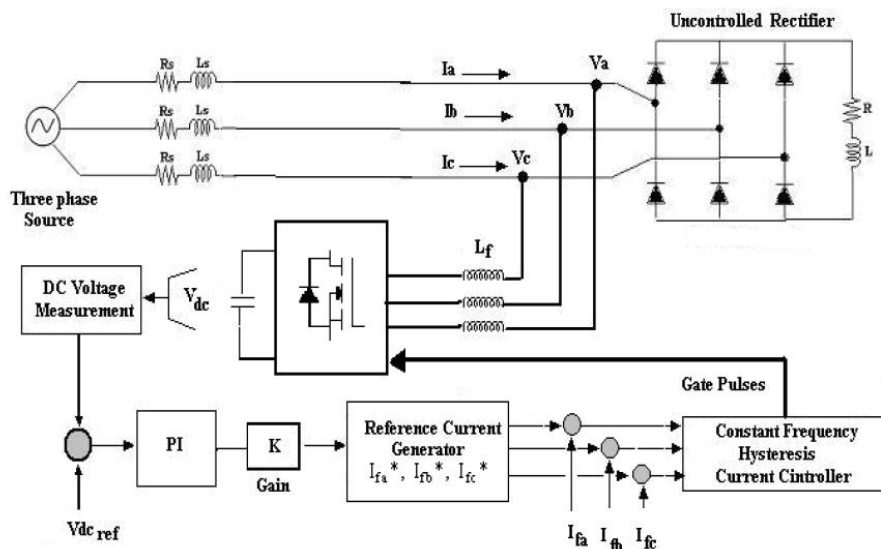 Uncontrolled Rectifier
Rs Ls
Ia
Va
Rs Ls
Ib
Vb
R
L
Rs Ls
Ic
Vc
Three phase
Source
Lf
DC Voltage
Measurement
Vdc
Gate Pulses
PI
K
Gain
Reference Current
Generator
Ifa*, Ifb*, Ifc*
Constant Frequency
Hysteresis
Current Cintroller
Vdc ref
Ifa Ifb Ifc